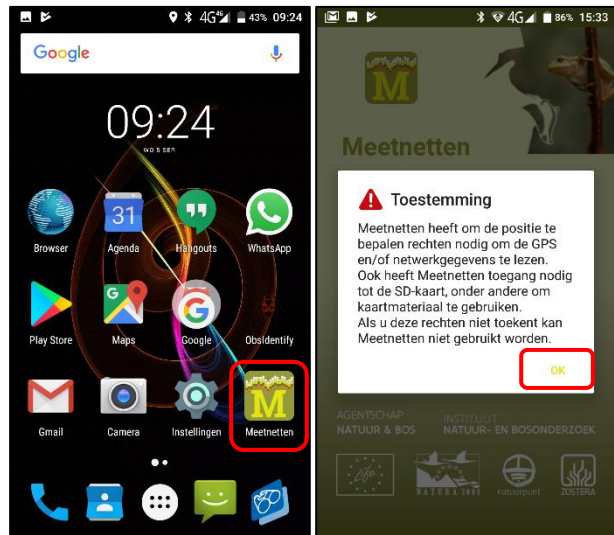 4G 43% 09:24
Google
09:24
WO 5 SEP.
31
G
Browser
Agenda
Hangouts
WhatsApp
Play Store
Maps
Google
ObsIdentify
M
Gmail
Camera
Instellingen
Meetnetten
4G 86% 15:33
M
Meetnetten
Toestemming
Meetnetten heeft om de positie te
bepalen rechten nodig om de GPS
en/of netwerkgegevens te lezen.
Ook heeft Meetnetten toegang nodig
tot de SD-kaart, onder andere om
kaartmateriaal te gebruiken.
Als u deze rechten niet toekent kan
Meetnetten niet gebruikt worden.
OK
AGENTSCHAP
NATUUR & BOS
INSTITUUT
NATUUR- EN BOSONDERZOEK
Life
NATURA 2000
natuurpunt
ZOSTERA